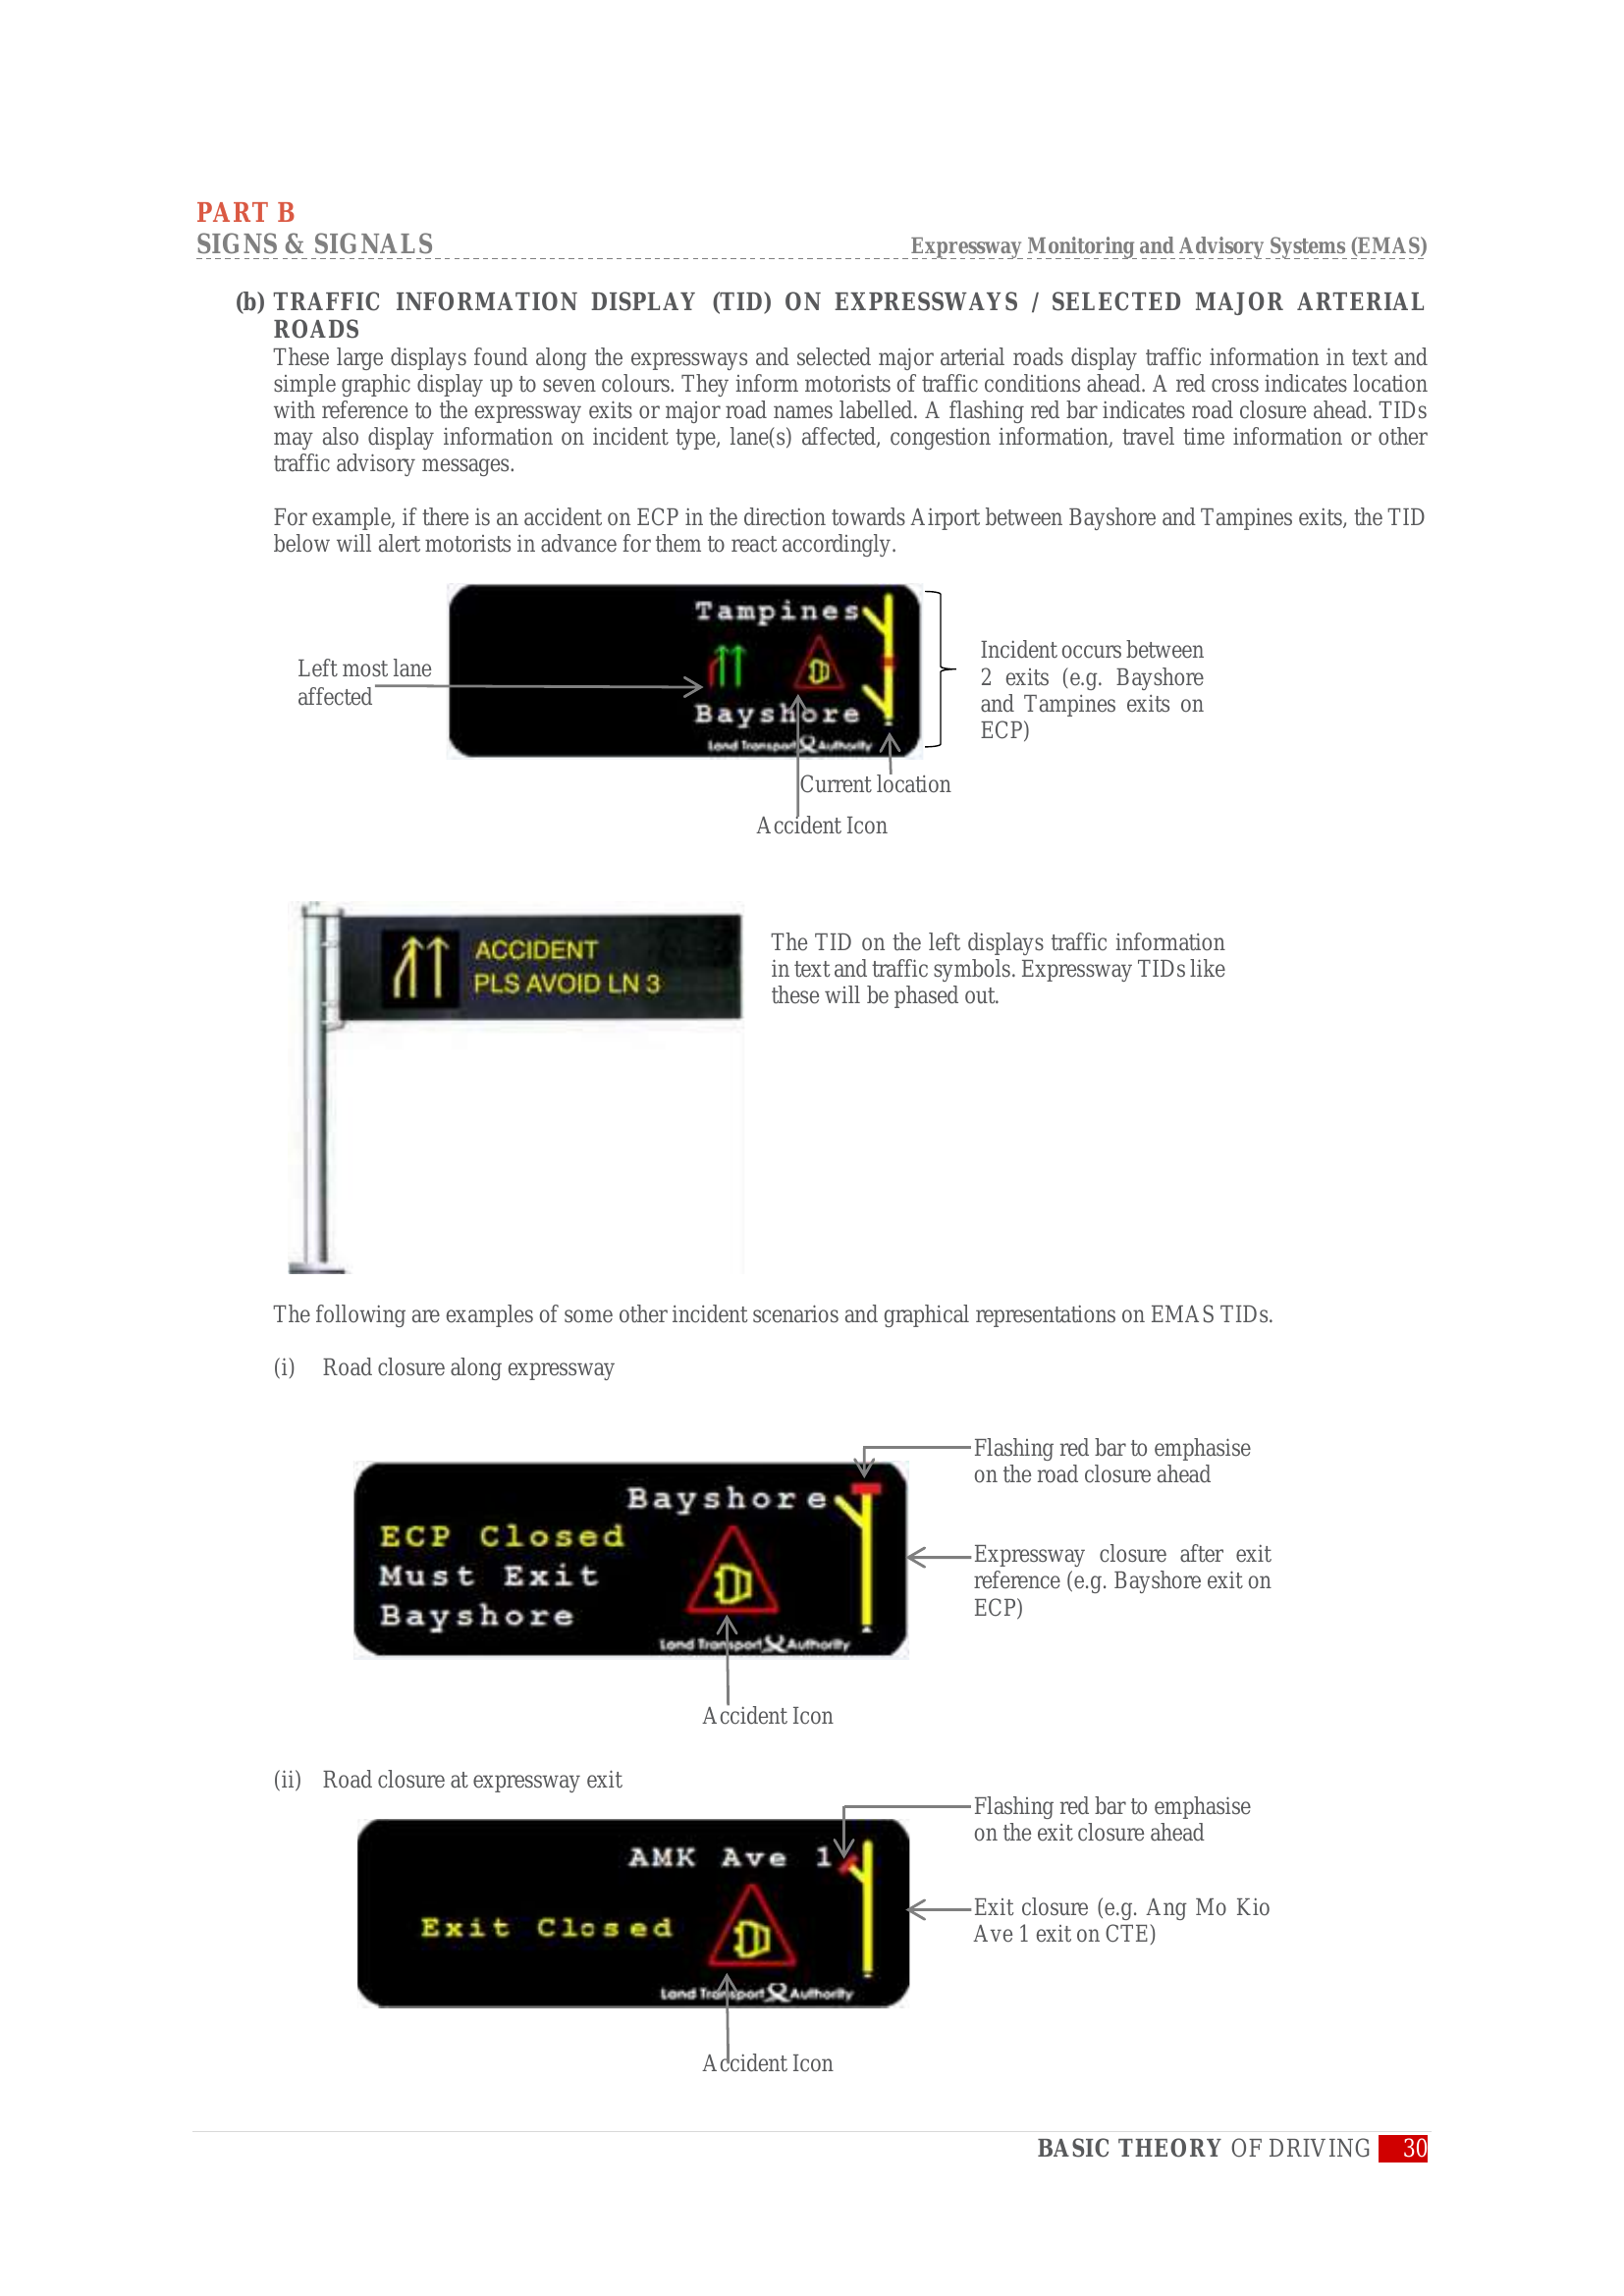 PART B
SIGNS & SIGNALS
Expressway Monitoring and Advisory Systems (EMAS)
(b) TRAFFIC INFORMATION DISPLAY (TID) ON EXPRESSWAYS / SELECTED MAJOR ARTERIAL
ROADS
These large displays found along the expressways and selected major arterial roads display traffic information in text and
simple graphic display up to seven colours. They inform motorists of traffic conditions ahead. A red cross indicates location
with reference to the expressway exits or major road names labelled. A flashing red bar indicates road closure ahead. TIDs
may also display information on incident type, lane(s) affected, congestion information, travel time information or other
traffic advisory messages.
For example, if there is an accident on ECP in the direction towards Airport between Bayshore and Tampines exits, the TID
below will alert motorists in advance for them to react accordingly.
Left most lane
affected
Tampines
Bayshore
Land Transport Authority
Incident occurs between
2 exits (e.g. Bayshore
and Tampines exits on
ECP)
Current location
Accident Icon
ACCIDENT
PLS AVOID LN 3
The TID on the left displays traffic information
in text and traffic symbols. Expressway TIDs like
these will be phased out.
The following are examples of some other incident scenarios and graphical representations on EMAS TIDs.
(i) Road closure along expressway
Flashing red bar to emphasise
on the road closure ahead
Bayshore
ECP Closed
Must Exit
Bayshore
Land Transport Authority
Expressway closure after exit
reference (e.g. Bayshore exit on
ECP)
Accident Icon
(ii) Road closure at expressway exit
Flashing red bar to emphasise
on the exit closure ahead
AMK Ave 1
Exit Closed
Land Transport Authority
Exit closure (e.g. Ang Mo Kio
Ave 1 exit on CTE)
Accident Icon
BASIC THEORY OF DRIVING 30